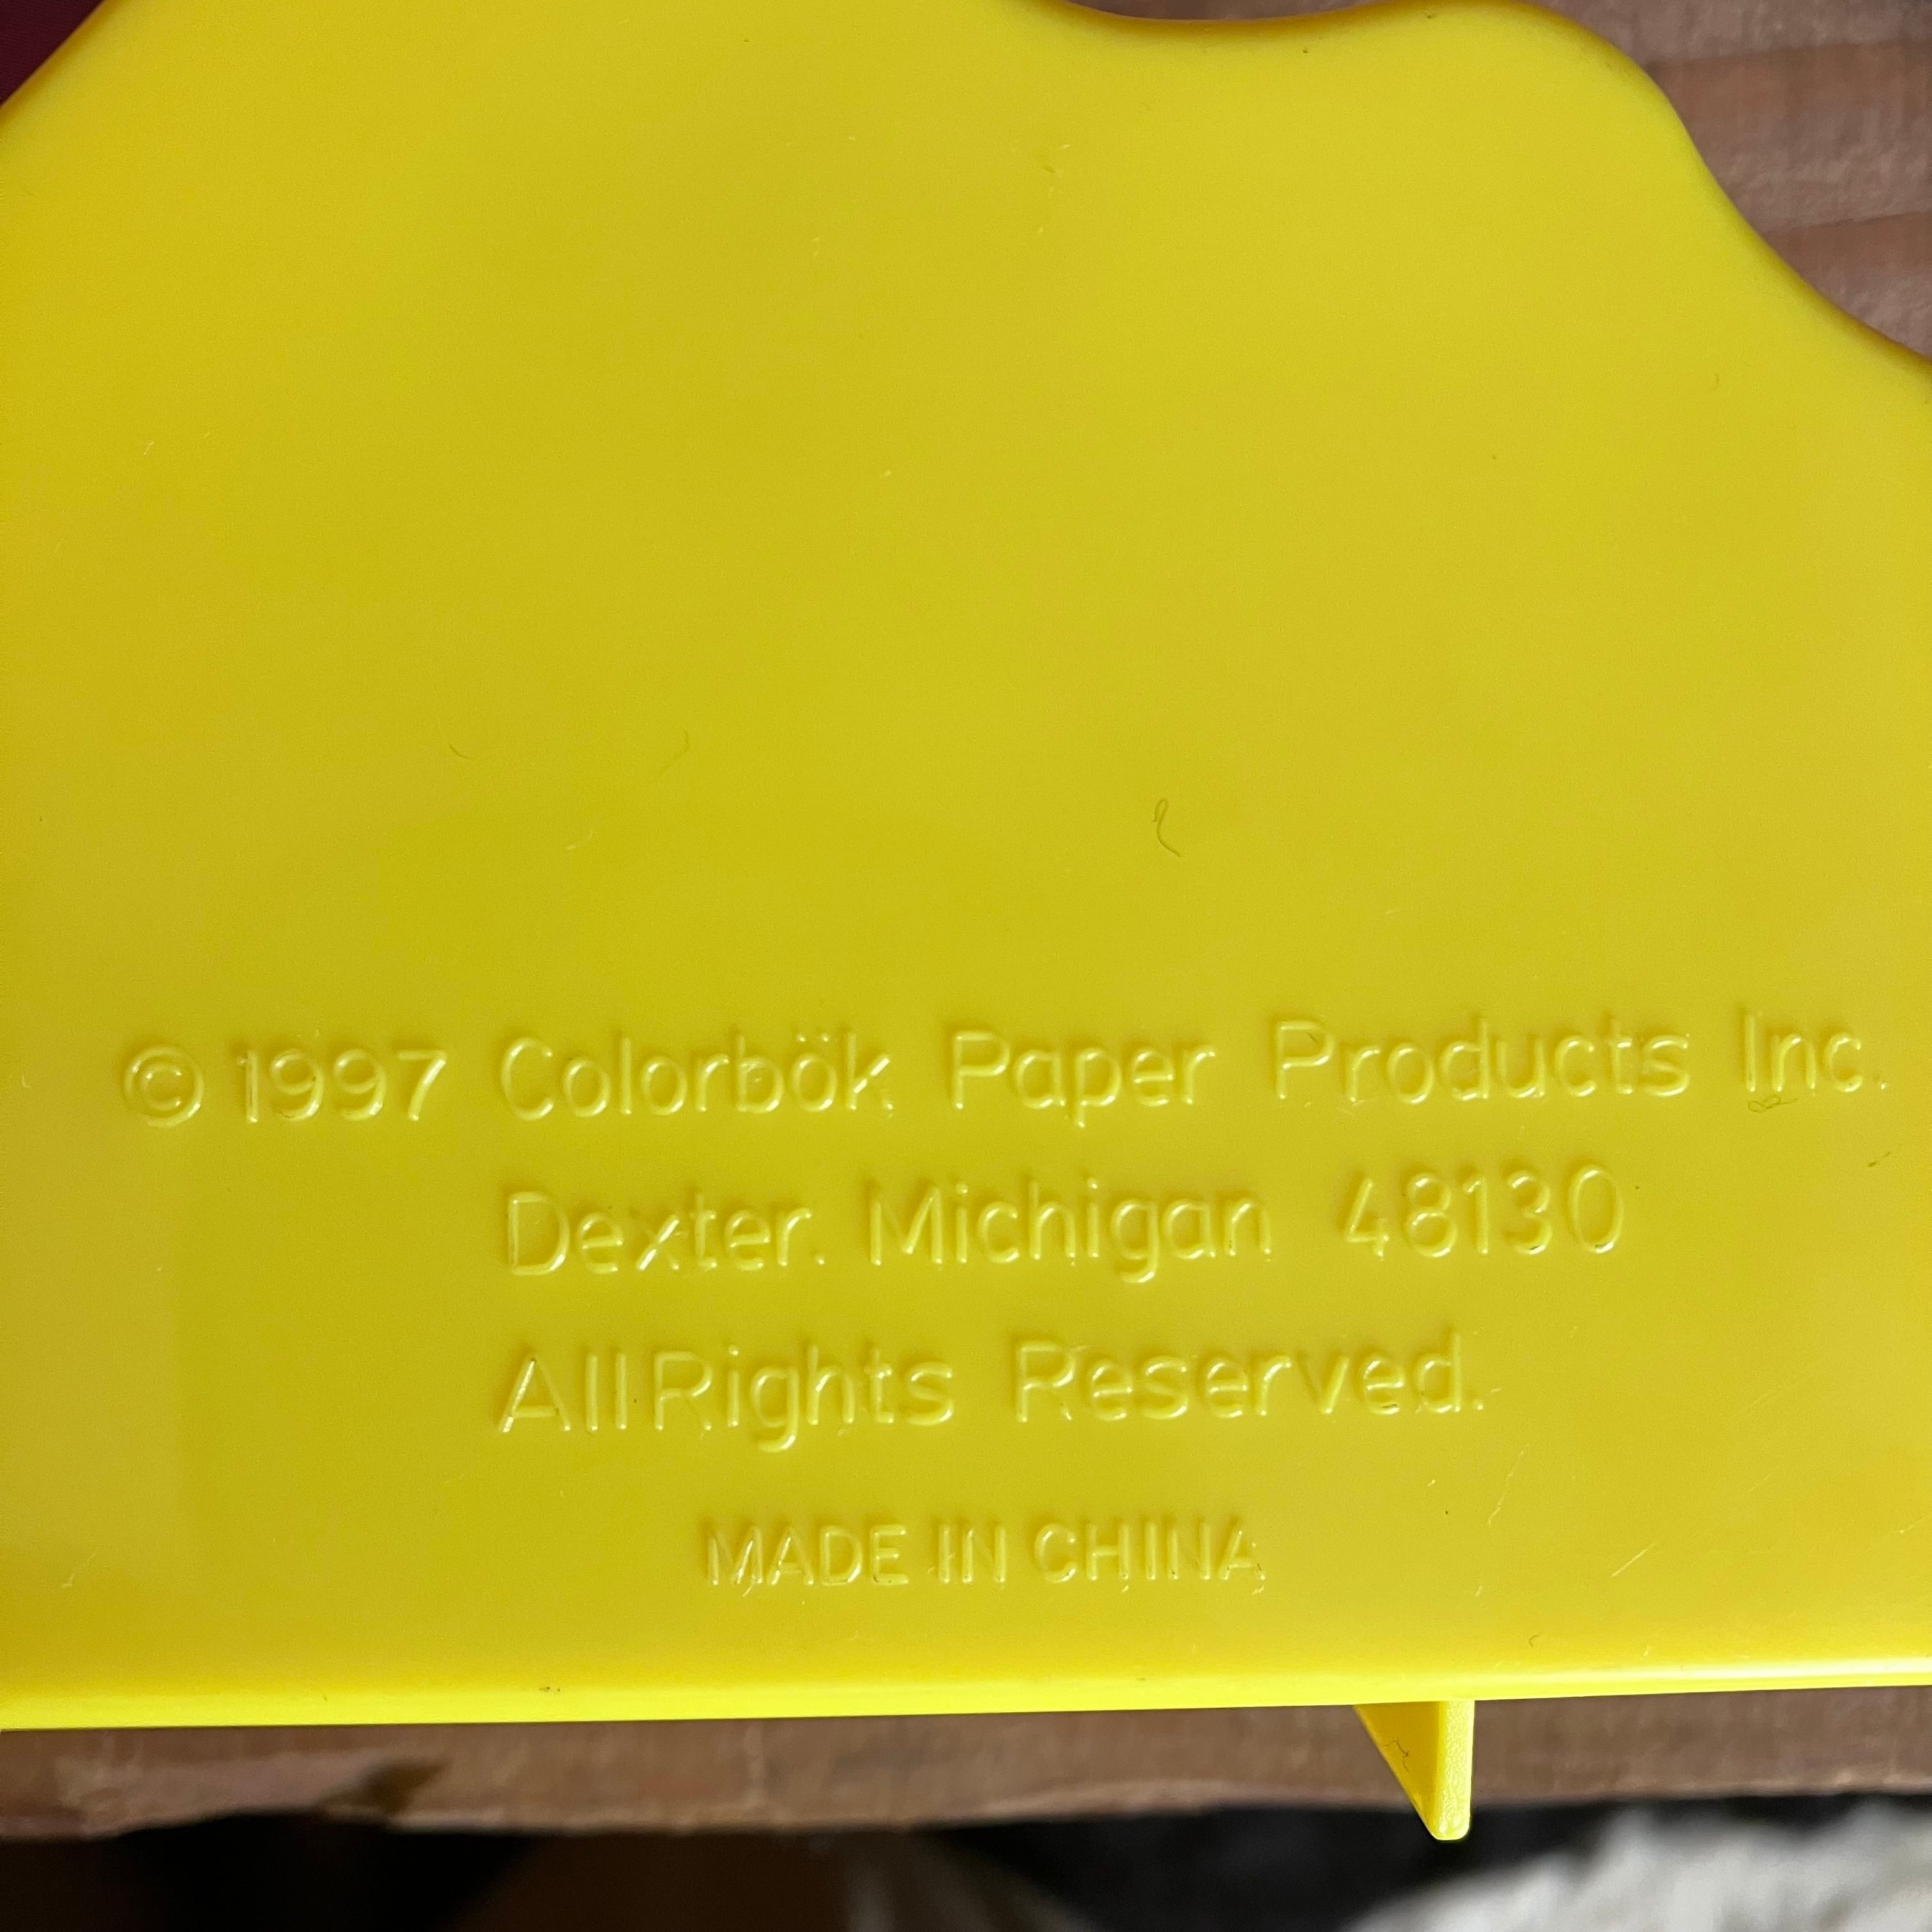 © 1997 Colorbök Paper Products Inc.
Dexter. Michigan 48130
All Rights Reserved.
MADE IN CHINA